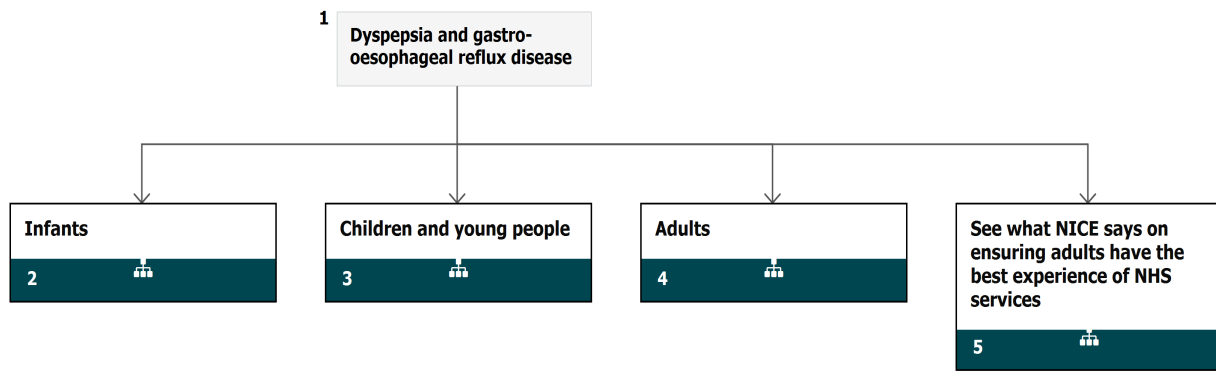 1
Dyspepsia and gastro-
oesophageal reflux disease
Infants
2
Children and young people
3
Adults
4
See what NICE says on
ensuring adults have the
best experience of NHS
services
5